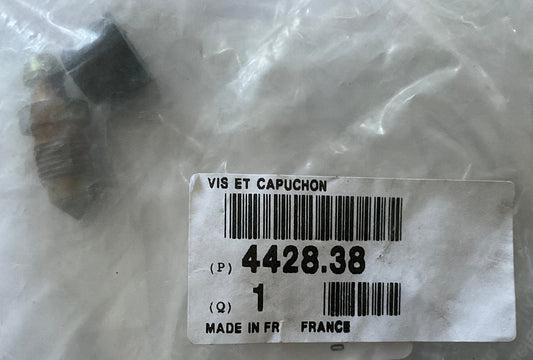 VIS ET CAPUCHON
(P) 4428.38
(Q) 1
MADE IN FR FRANCE